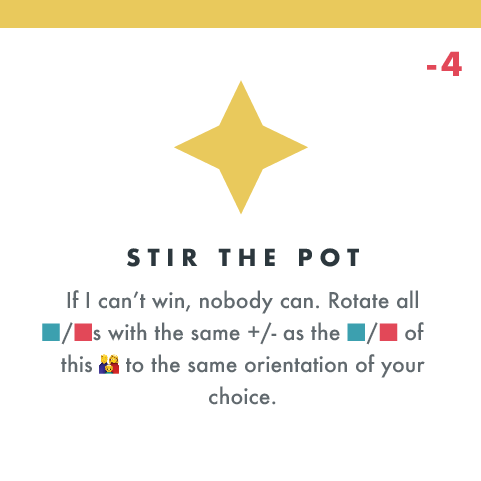 -4
STIR THE POT
If I can’t win, nobody can. Rotate all
🟦/🟥s with the same +/- as the 🟦/🟥 of
this 👪 to the same orientation of your
choice.